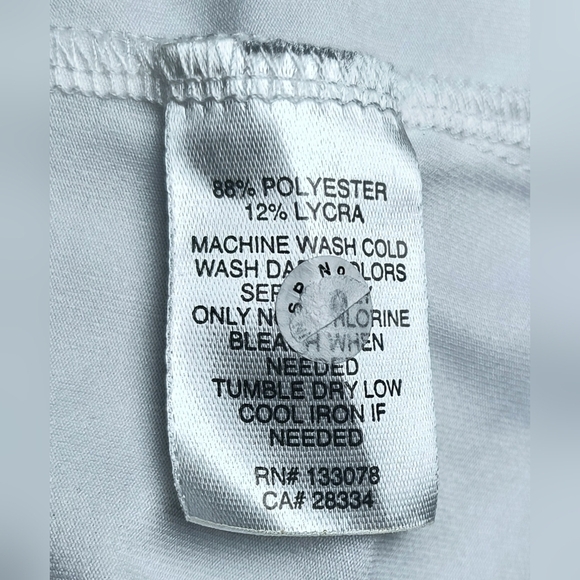 88% POLYESTER
12% LYCRA
MACHINE WASH COLD
WASH COLORS
ONLY
WHEN
NEEDED
TUMBLE DRY LOW
COOL IRON IF
NEEDED
RN# 133078
CA# 28334